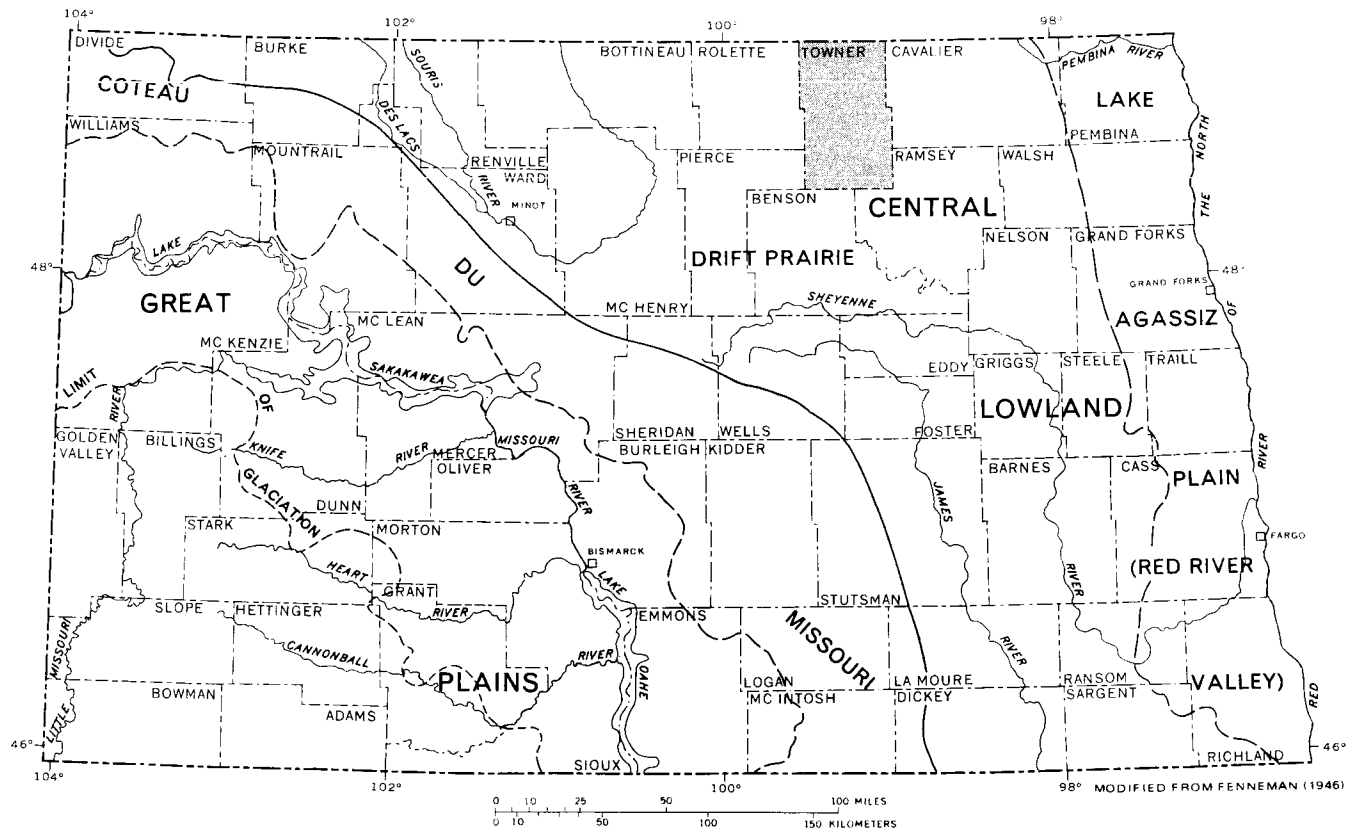 104°
102°
100°
98°
DIVIDE
BURKE
BOTTINEAU
ROLETTE
TOWNER
CAVALIER
PEMBINA RIVER
SOURIS
COTEAU
DES LACS
LAKE
WILLIAMS
PEMBINA
MOUNTRAIL
RENVILLE
PIERCE
RAMSEY
WALSH
NORTH
WARD
RIVER
BENSON
MINOT
CENTRAL
THE
NELSON
GRAND FORKS
LAKE
DRIFT PRAIRIE
48°
DU
48°
GRAND FORKS
GREAT
SHEYENNE
OF
MC HENRY
AGASSIZ
MC LEAN
MC KENZIE
EDDY
GRIGGS
STEELE
TRAILL
LIMIT
SAKAKAWEA
OF
RIVER
LOWLAND
GOLDEN
VALLEY
BILLINGS
SHERIDAN
WELLS
FOSTER
KNIFE
RIVER
MISSOURI
RIVER
MERCER
OLIVER
BURLEIGH
KIDDER
BARNES
CASS
PLAIN
GLACIATION
DUNN
RIVER
JAMES
STARK
MORTON
FARGO
BISMARCK
HEART
LAKE
RIVER
(RED RIVER
GRANT
SLOPE
HETTINGER
RIVER
EMMONS
STUTSMAN
MISSOURI
MISSOURI
CANNONBALL
RIVER
RIVER
PLAINS
OAHE
LOGAN
LA MOURE
RANSOM
VALLEY)
BOWMAN
MC INTOSH
DICKEY
SARGENT
RED
ADAMS
LITTLE
46°
46°
SIOUX
RICHLAND
104°
102°
100°
98°
MODIFIED FROM FENNEMAN (1946)
0 10 25 50 100 MILES
0 10 50 100 150 KILOMETERS